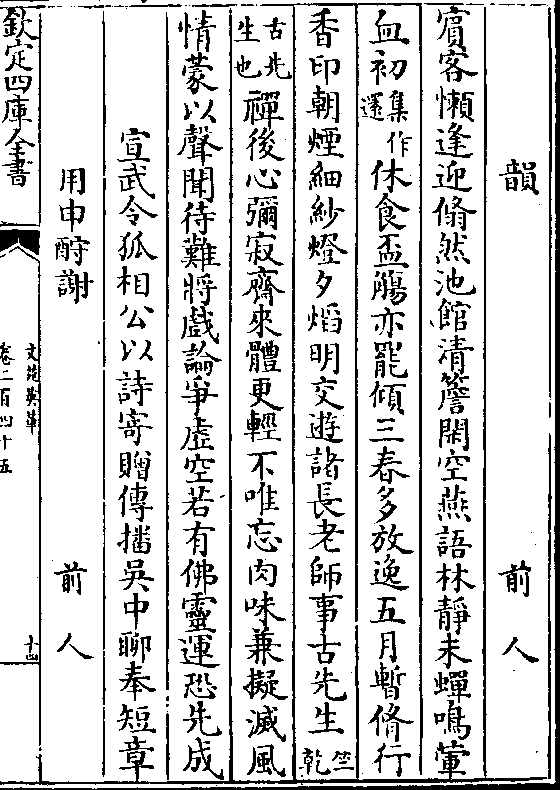 韻　前人
賔客懶逢迎翛然池館清簷閑空燕語林靜未蟬鳴葷
血初集作還休食盃觴亦罷傾三春多放逸五月暫脩行
香印朝煙細紗燈夕熖明交遊諸長老師事古先生竺乾
古先生也禪後心彌寂齋來體更輕不唯忘肉味兼擬滅風
情蒙以聲聞待難將戲論爭虛空若有佛靈運恐先成
宣武令狐相公以詩寄贈傳播吳中聊奉短章
用申酧謝　前人
欽定四庫全書
文苑英華
卷二百四十五
十四